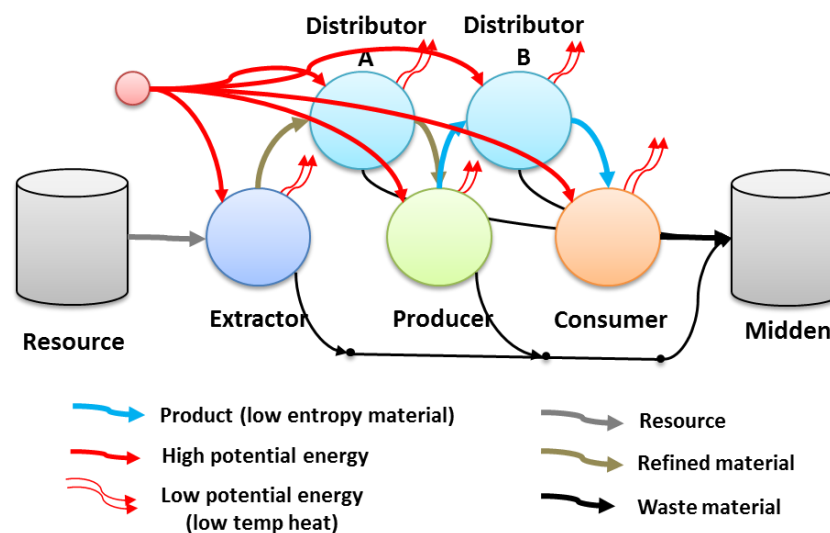 Distributor
A
Distributor
B
Resource
Extractor
Producer
Consumer
Midden
Product (low entropy material)
High potential energy
Low potential energy
(low temp heat)
Resource
Refined material
Waste material